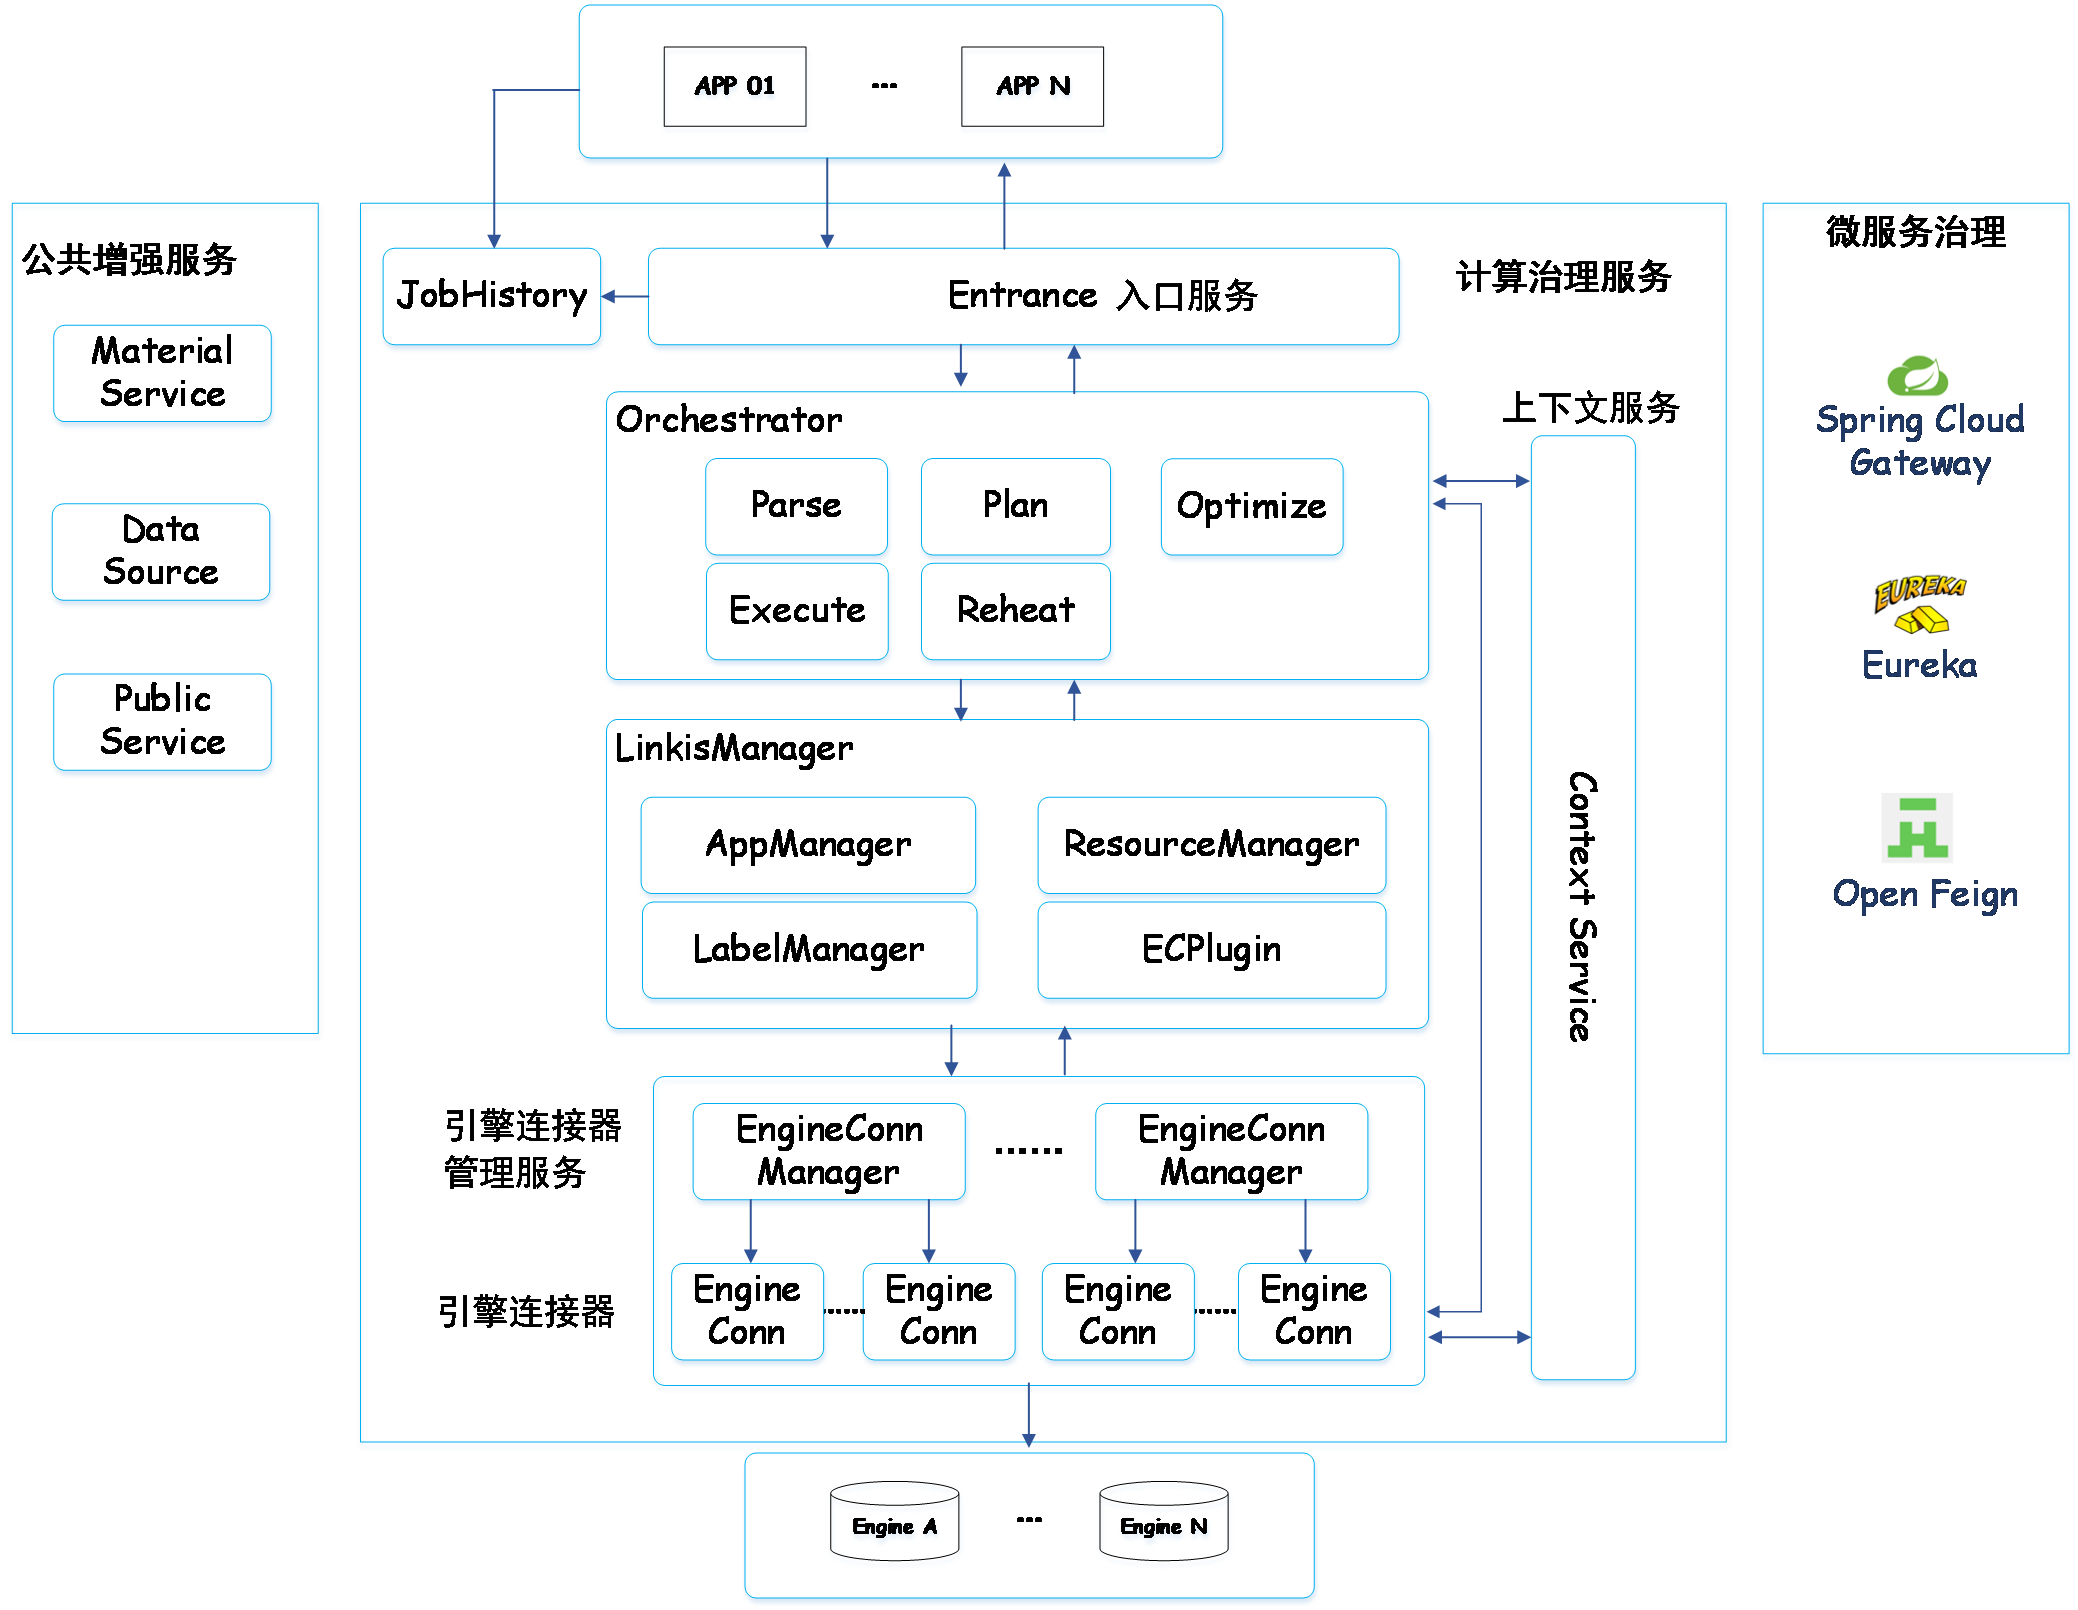 APP 01
...
APP N
公共增强服务
Material
Service
Data
Source
Public
Service
JobHistory
Entrance 入口服务
计算治理服务
Orchestrator
Parse
Plan
Optimize
Execute
Reheat
上下文服务
Context Service
LinkisManager
AppManager
ResourceManager
LabelManager
ECPlugin
引擎连接器
管理服务
EngineConn
Manager
......
EngineConn
Manager
引擎连接器
Engine
Conn
......
Engine
Conn
Engine
Conn
......
Engine
Conn
Engine A
...
Engine N
微服务治理
Spring Cloud
Gateway
EUREKA
Eureka
Open Feign